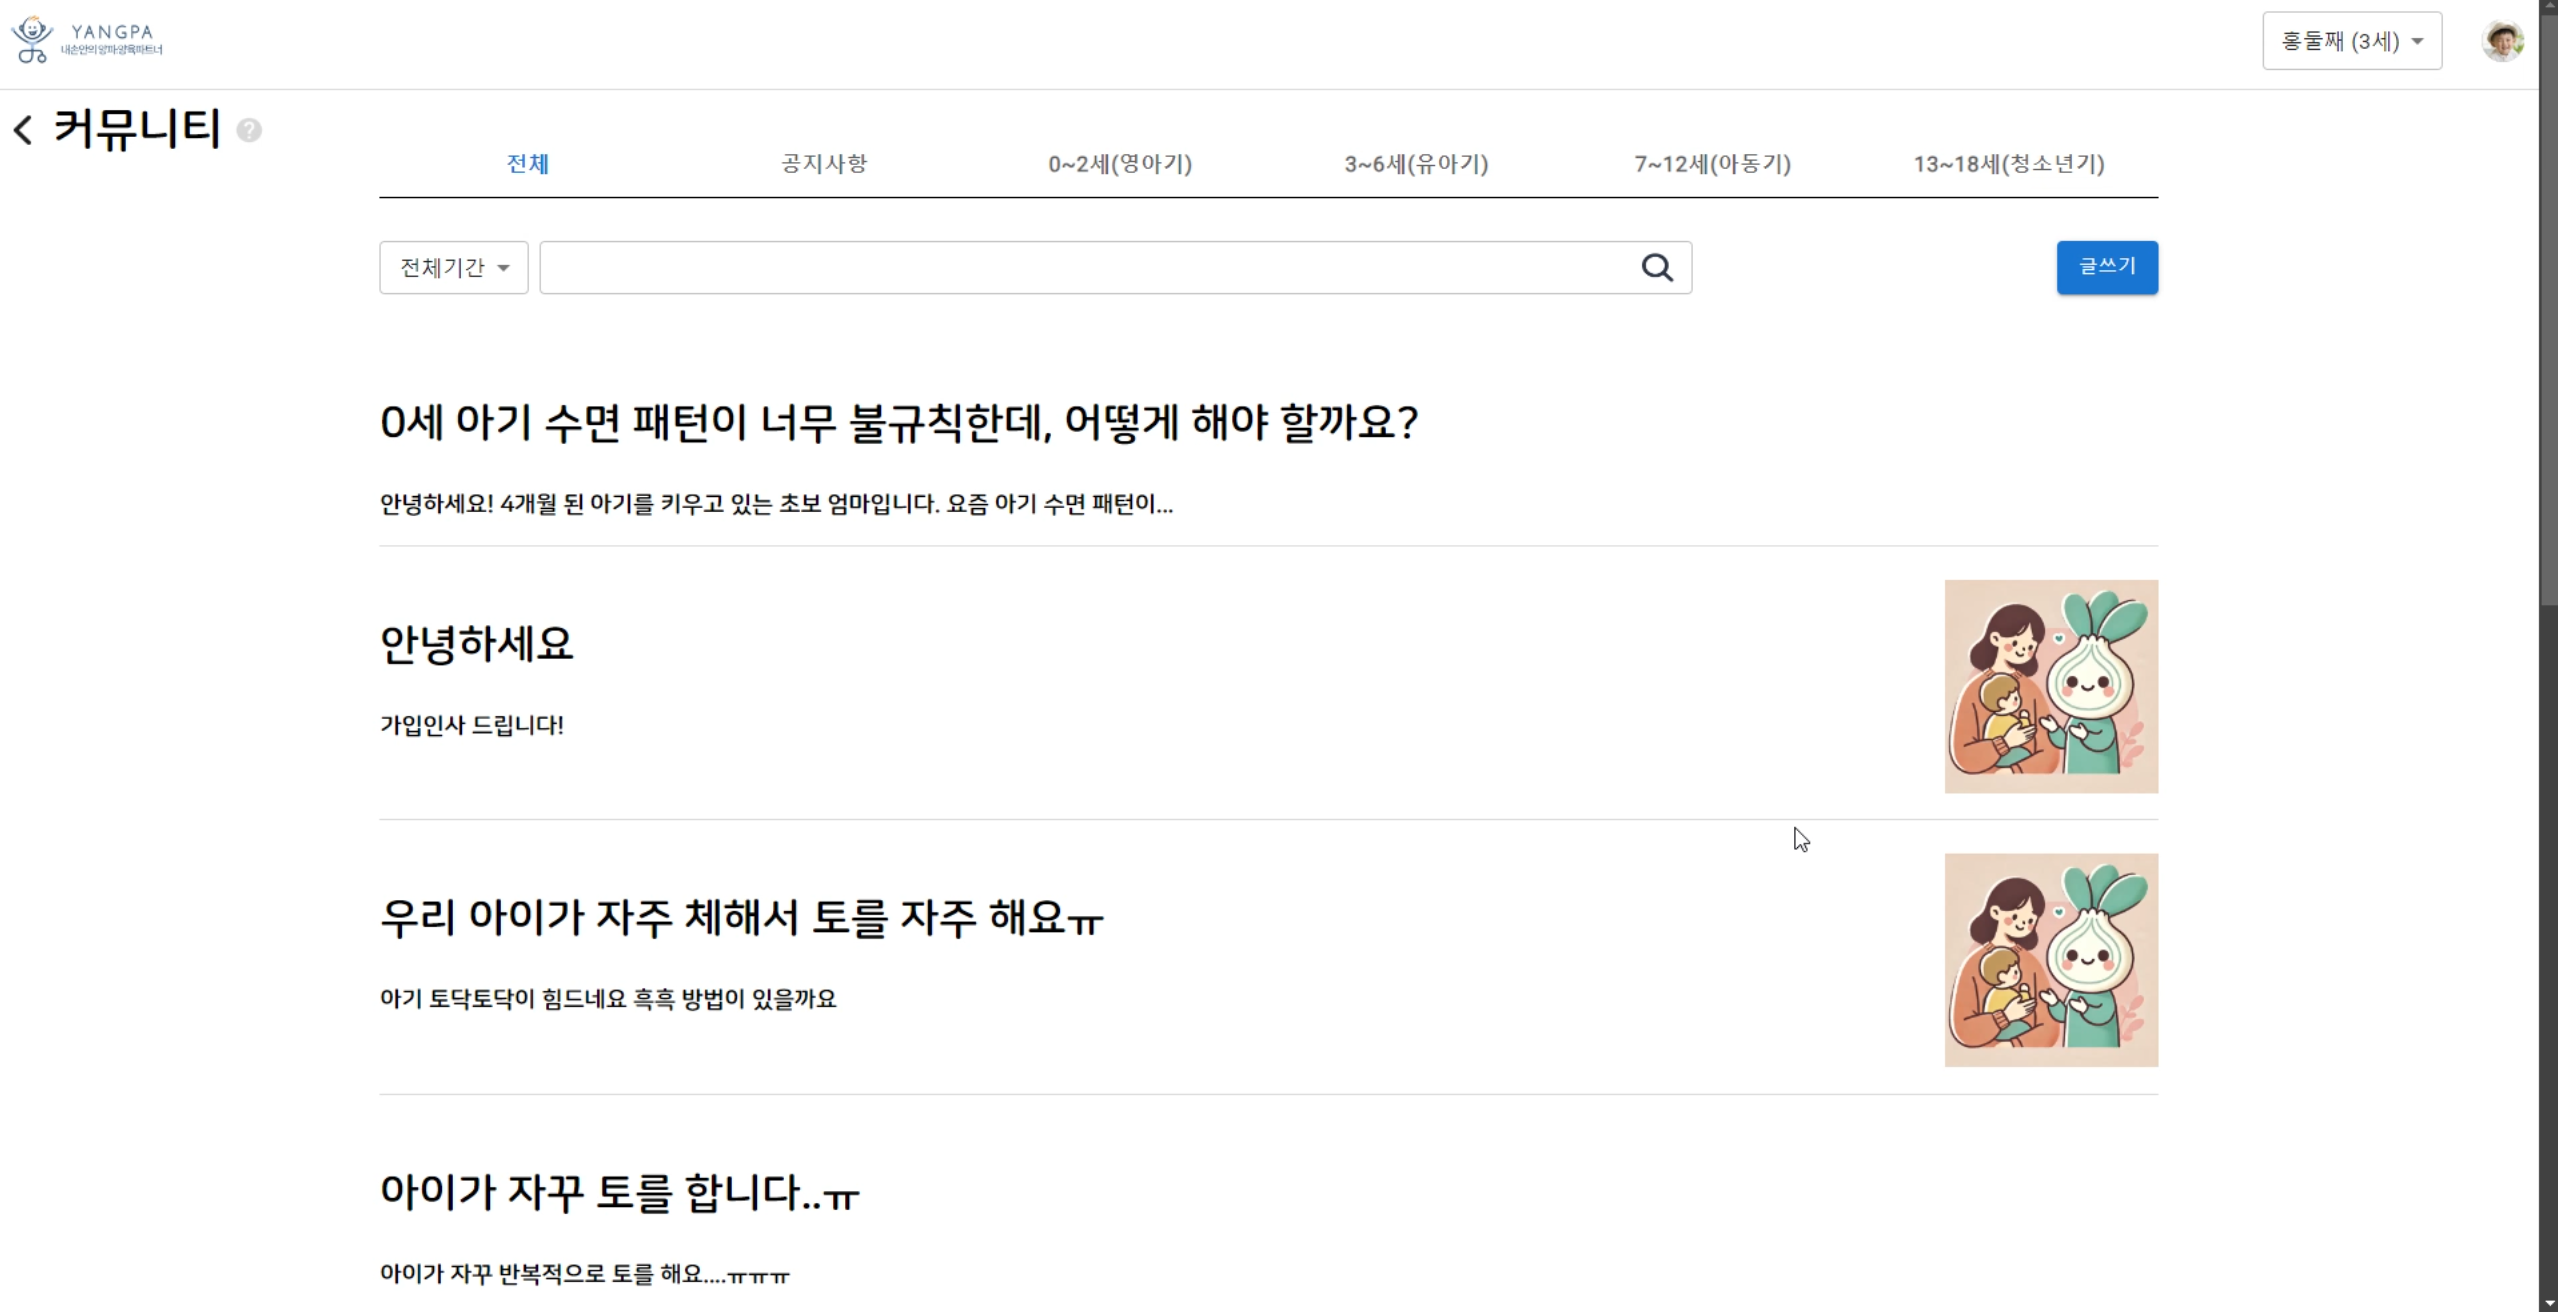 YANGPA
내손안의양파:양육파트너
홍둘째 (3세)
커뮤니티
?
전체 공지사항 0~2세(영아기) 3~6세(유아기) 7~12세(아동기) 13~18세(청소년기)
전체기간
글쓰기
0세 아기 수면 패턴이 너무 불규칙한데, 어떻게 해야 할까요?
안녕하세요! 4개월 된 아기를 키우고 있는 초보 엄마입니다. 요즘 아기 수면 패턴이...
안녕하세요
가입인사 드립니다!
우리 아이가 자주 체해서 토를 자주 해요ㅠ
아기 토닥토닥이 힘드네요 흑흑 방법이 있을까요
아이가 자꾸 토를 합니다..ㅠ
아이가 자꾸 반복적으로 토를 해요....ㅠㅠㅠ